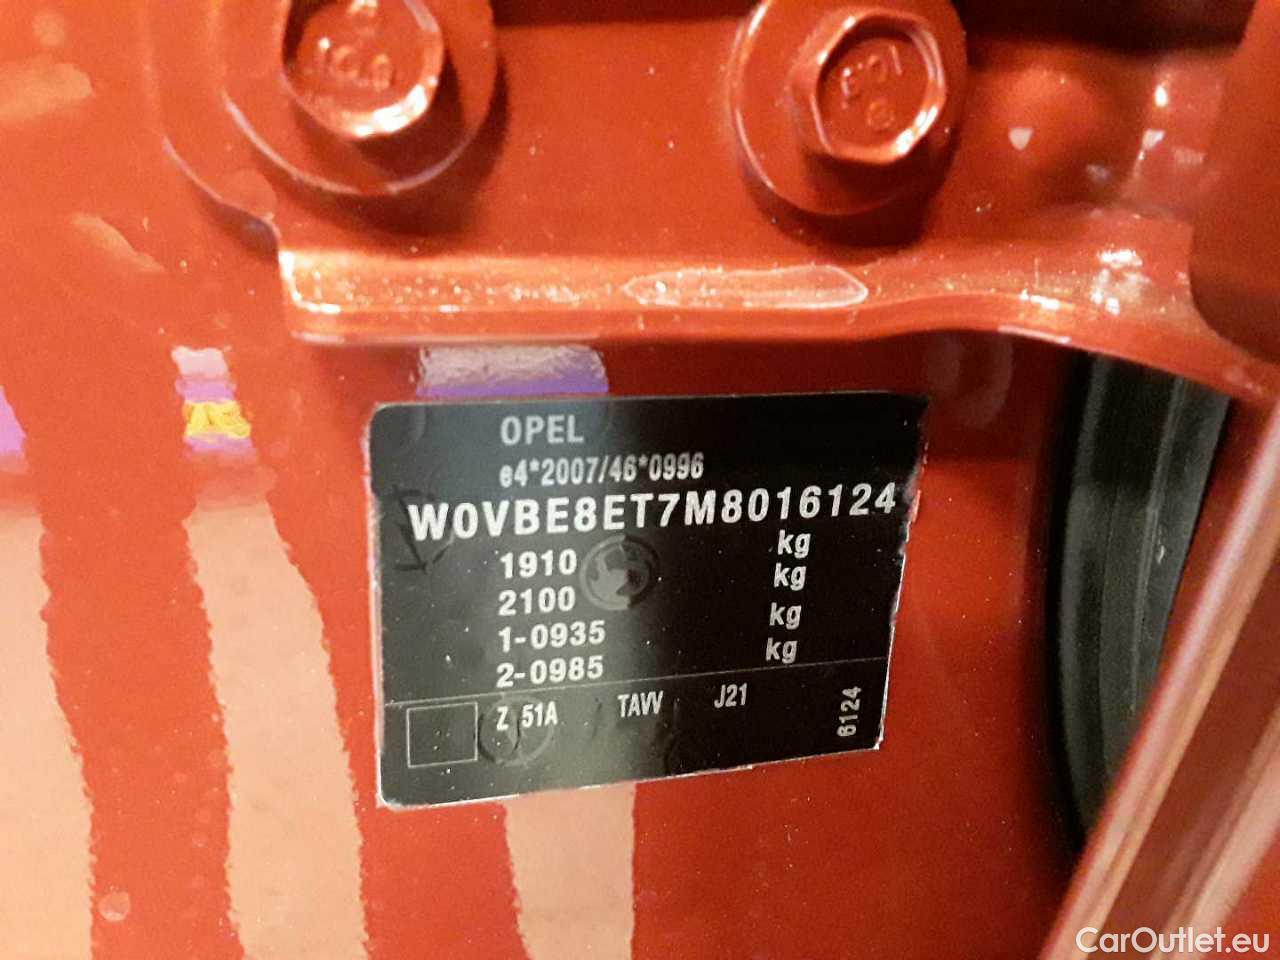 10.9
10.9
OPEL
e4*2007/46*0996
W0VBE8ET7M8016124
1910 kg
2100 kg
1-0935 kg
2-0985 kg
Z 51A TAVV J21
6124
CarOutlet.eu